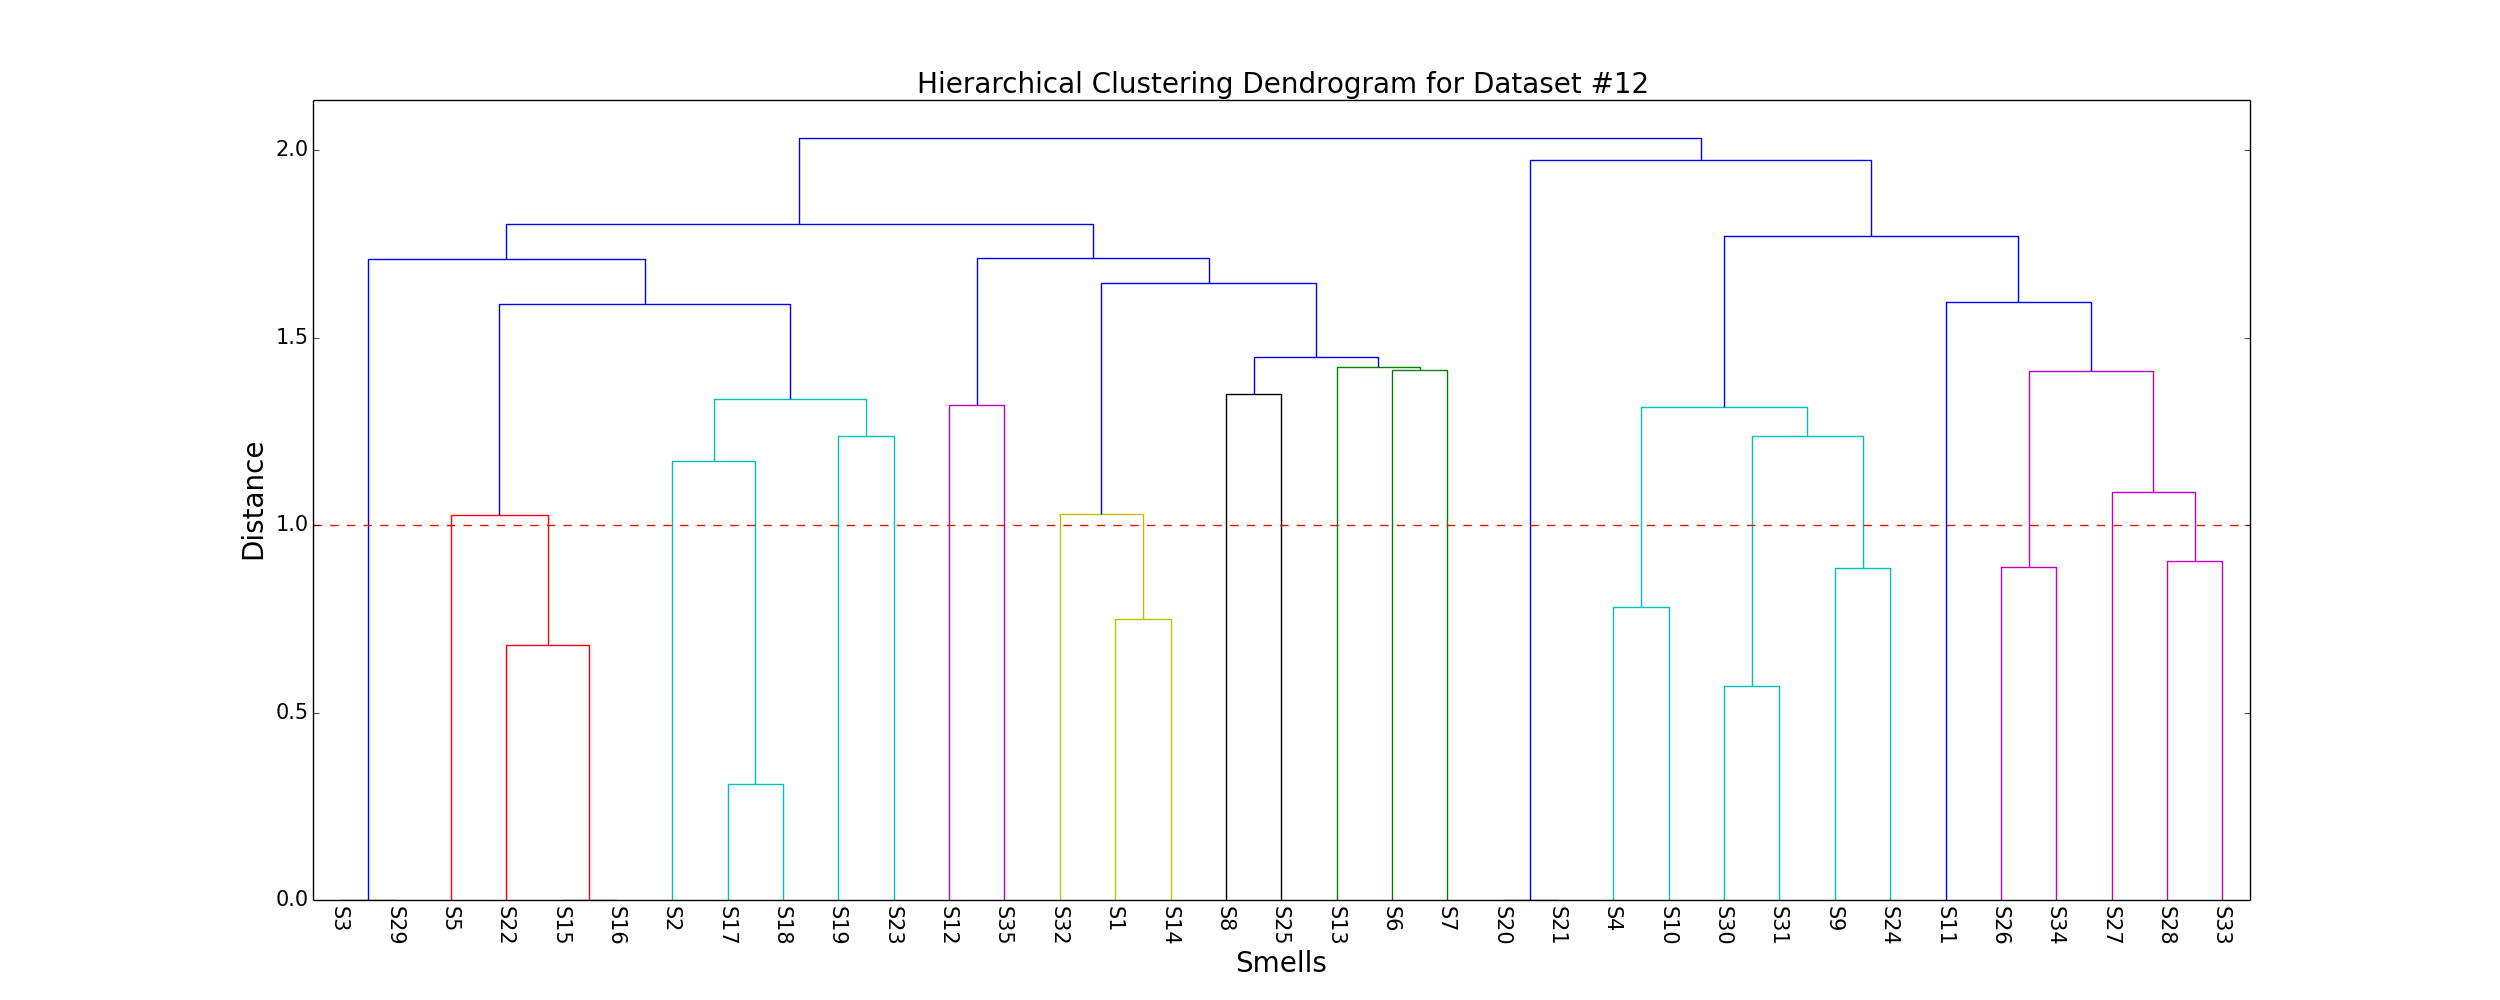 Hierarchical Clustering Dendrogram for Dataset #12
2.0
1.5
1.0
0.5
0.0
Distance
S3 S29 S5 S22 S15 S16 S2 S17 S18 S19 S23 S12 S35 S32 S1 S14 S8 S25 S13 S6 S7 S20 S21 S4 S10 S30 S31 S9 S24 S11 S26 S34 S27 S28 S33
Smells